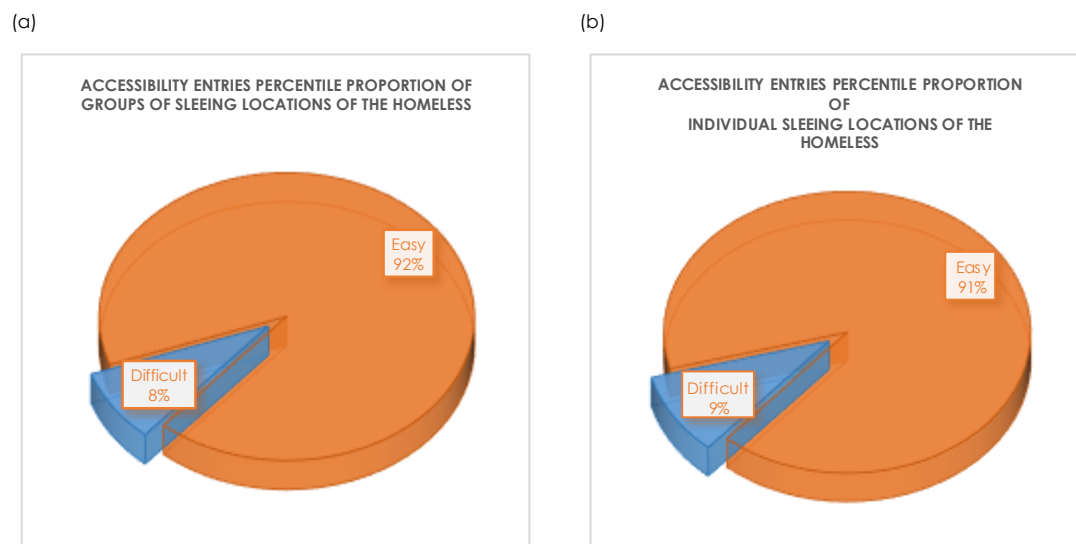 (a)
ACCESSIBILITY ENTRIES PERCENTILE PROPORTION OF
GROUPS OF SLEEING LOCATIONS OF THE HOMELESS
Easy
92%
Difficult
8%
(b)
ACCESSIBILITY ENTRIES PERCENTILE PROPORTION
OF
INDIVIDUAL SLEEING LOCATIONS OF THE
HOMELESS
Easy
91%
Difficult
9%